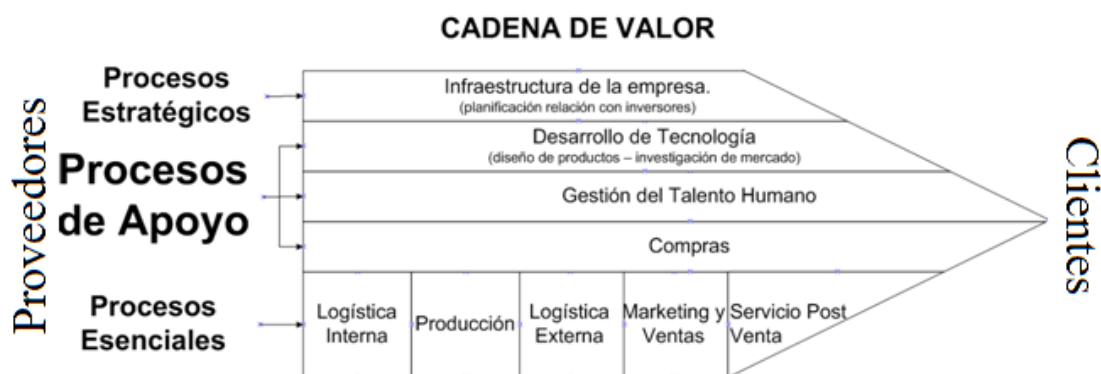 CADENA DE VALOR
Proveedores
Procesos
Estratégicos
Infraestructura de la empresa.
(planificación relación con inversores)
Procesos
de Apoyo
Desarrollo de Tecnología
(diseño de productos – investigación de mercado)
Gestión del Talento Humano
Compras
Procesos
Esenciales
Logística
Interna
Producción
Logística
Externa
Marketing y
Ventas
Servicio Post
Venta
Clientes